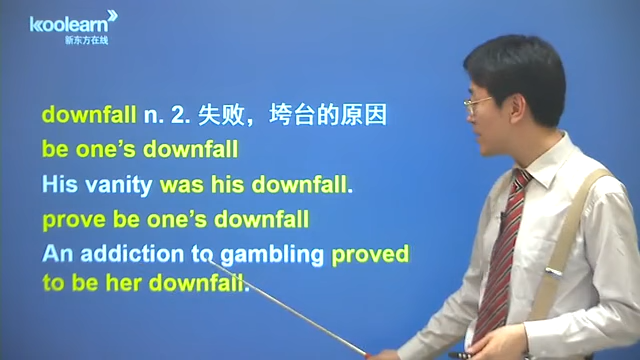 koolearn
新东方在线
downfall n. 2. 失败，垮台的原因
be one's downfall
His vanity was his downfall.
prove be one's downfall
An addiction to gambling proved
to be her downfall.